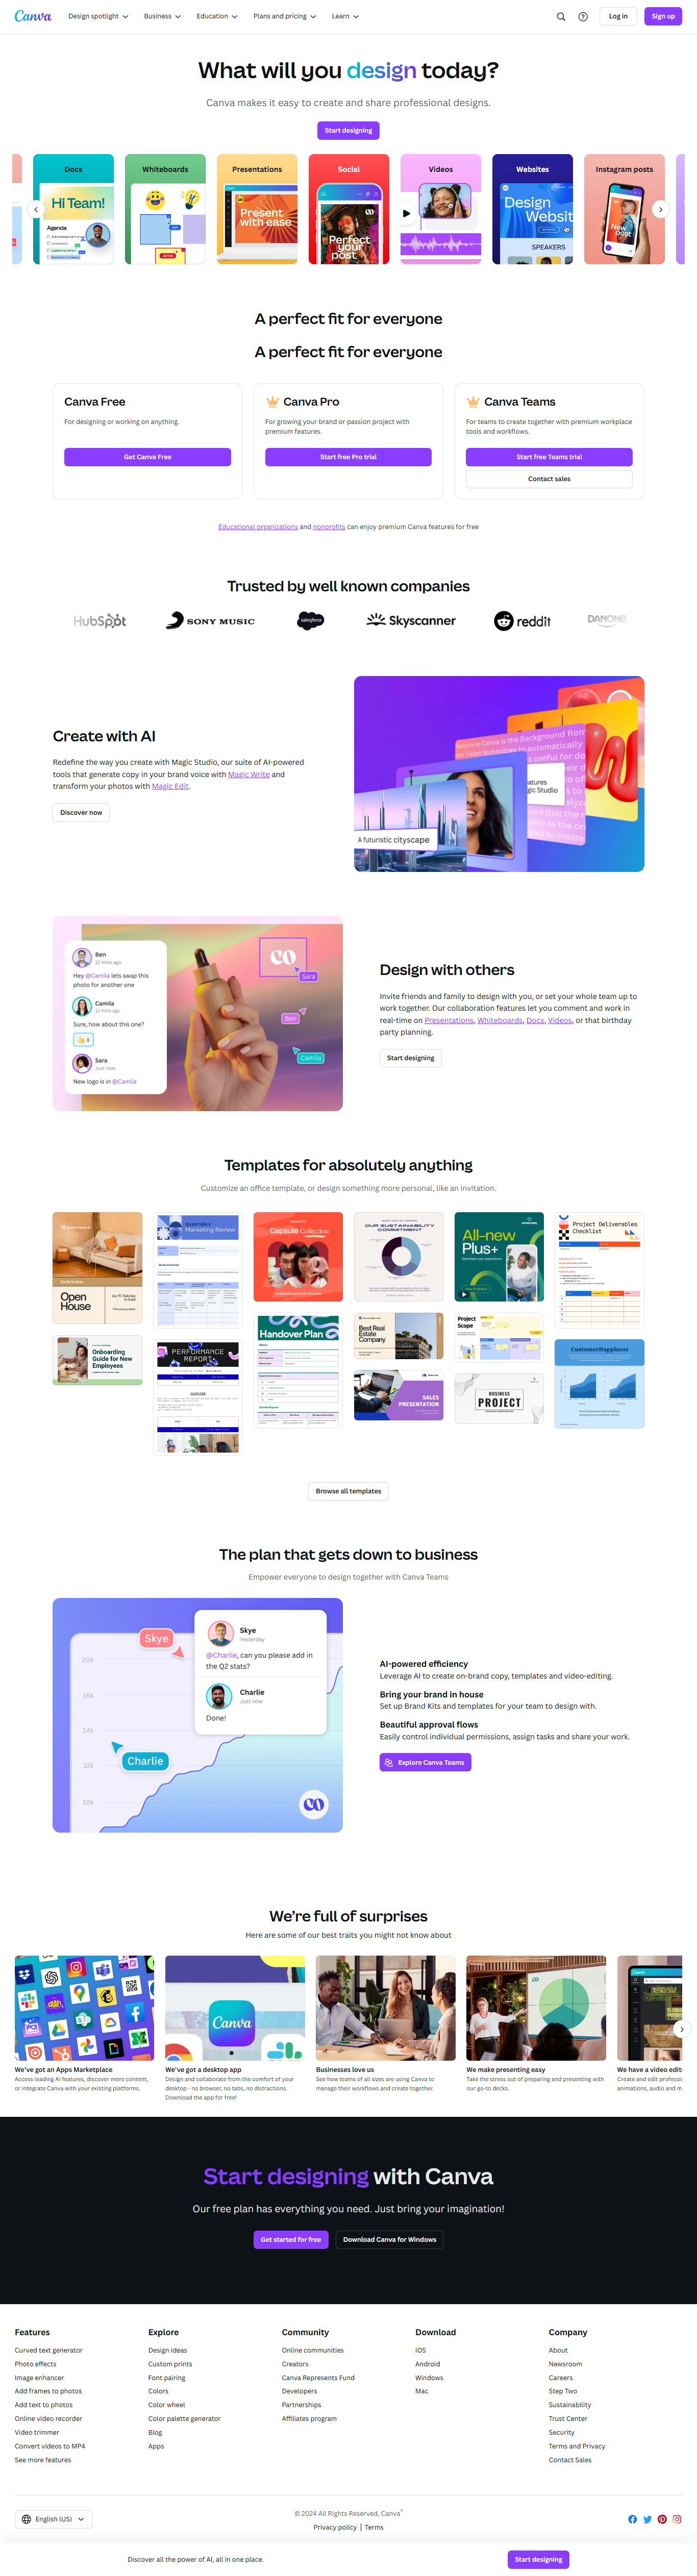 Canva
Design spotlight
Business
Education
Plans and pricing
Learn
Log in
Sign up
What will you design today?
Canva makes it easy to create and share professional designs.
Start designing
Docs
Hi Team!
Agenda
Whiteboards
Presentations
Present
with ease
Social
Perfect
your
post
Videos
Websites
Design
Websit
SPEAKERS
Instagram posts
New
post
A perfect fit for everyone
A perfect fit for everyone
Canva Free
For designing or working on anything.
Get Canva Free
Canva Pro
For growing your brand or passion project with
premium features.
Start free Pro trial
Canva Teams
For teams to create together with premium workplace
tools and workflows.
Start free Teams trial
Contact sales
Educational organizations and nonprofits can enjoy premium Canva features for free
Trusted by well known companies
HubSpot
SONY MUSIC
salesforce
Skyscanner
reddit
DANONE
Create with AI
Redefine the way you create with Magic Studio, our suite of AI-powered
tools that generate copy in your brand voice with Magic Write and
transform your photos with Magic Edit.
Discover now
A futuristic cityscape
Ben
12 mins ago
Hey @Camila lets swap this
photo for another one
Camila
12 mins ago
Sure, how about this one?
1
Sara
Just now
New logo is in @Camila
Sara
Ben
Camila
Design with others
Invite friends and family to design with you, or set your whole team up to
work together. Our collaboration features let you comment and work in
real-time on Presentations, Whiteboards, Docs, Videos, or that birthday
party planning.
Start designing
Templates for absolutely anything
Customize an office template, or design something more personal, like an invitation.
Open
House
Onboarding
Guide for New
Employees
QUARTERLY
Marketing Review
PERFORMANCE
REPORT
Capsule Collection
Handover Plan
OUR SUSTAINABILITY
COMMITMENT
Best Real
Estate
Company
SALES
PRESENTATION
All-new
Plus+
Project
Scope
BUSINESS
PROJECT
Project Deliverables
Checklist
Customer Happiness
Browse all templates
The plan that gets down to business
Empower everyone to design together with Canva Teams
20k
18k
14k
12k
10k
Skye
Skye
Yesterday
@Charlie, can you please add in
the Q2 stats?
Charlie
Just now
Done!
Charlie
AI-powered efficiency
Leverage AI to create on-brand copy, templates and video-editing.
Bring your brand in house
Set up Brand Kits and templates for your team to design with.
Beautiful approval flows
Easily control individual permissions, assign tasks and share your work.
Explore Canva Teams
We're full of surprises
Here are some of our best traits you might not know about
Canva
We've got an Apps Marketplace
Access leading AI features, discover more content,
or integrate Canva with your existing platforms.
We've got a desktop app
Design and collaborate from the comfort of your
desktop - no browser, no tabs, no distractions.
Download the app for free!
Businesses love us
See how teams of all sizes are using Canva to
manage their workflows and create together.
We make presenting easy
Take the stress out of preparing and presenting with
our go-to decks.
We have a video edit
Create and edit professi
animations, audio and m
Start designing with Canva
Our free plan has everything you need. Just bring your imagination!
Get started for free
Download Canva for Windows
Features
Curved text generator
Photo effects
Image enhancer
Add frames to photos
Add text to photos
Online video recorder
Video trimmer
Convert videos to MP4
See more features
Explore
Design ideas
Custom prints
Font pairing
Colors
Color wheel
Color palette generator
Blog
Apps
Community
Online communities
Creators
Canva Represents Fund
Developers
Partnerships
Affiliates program
Download
iOS
Android
Windows
Mac
Company
About
Newsroom
Careers
Step Two
Sustainability
Trust Center
Security
Terms and Privacy
Contact Sales
English (US)
© 2024 All Rights Reserved, Canva®
Privacy policy | Terms
Discover all the power of AI, all in one place.
Start designing